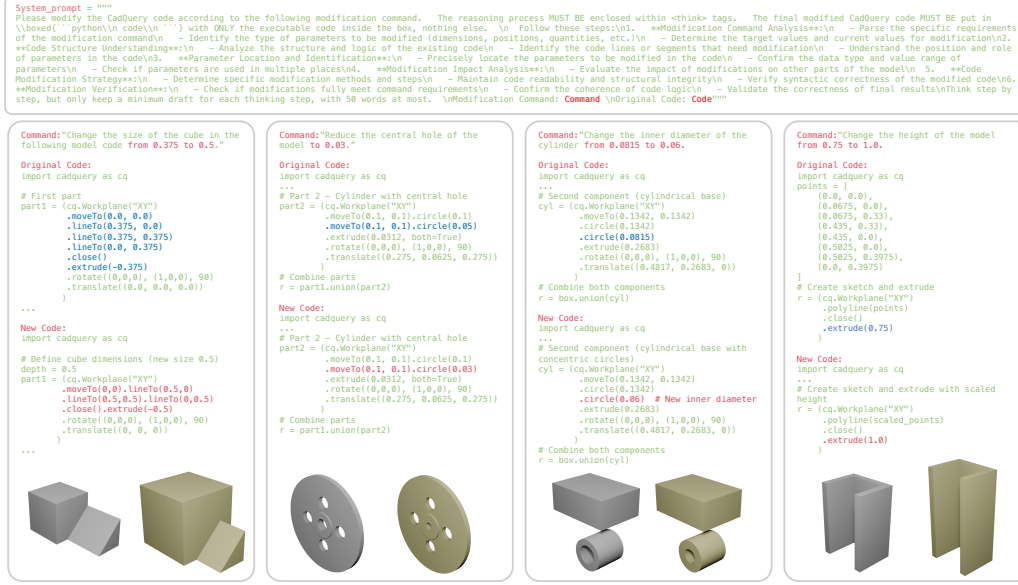 System_prompt = """
Please modify the CadQuery code according to the following modification command.   The reasoning process MUST BE enclosed within <think> tags.   The final modified CadQuery code MUST BE put in
\\boxed{```python\\n code\\n ```} with ONLY the executable code inside the box, nothing else.  \n  Follow these steps:\n1.   **Modification Command Analysis**:\n   – Parse the specific requirements
of the modification command\n   – Identify the type of parameters to be modified (dimensions, positions, quantities, etc.)\n   – Determine the target values and current values for modification\n2.
**Code Structure Understanding**:\n   – Analyze the structure and logic of the existing code\n   – Identify the code lines or segments that need modification\n   – Understand the position and role
of parameters in the code\n3.   **Parameter Location and Identification**:\n   – Precisely locate the parameters to be modified in the code\n   – Confirm the data type and value range of
parameters\n   – Check if parameters are used in multiple places\n4.   **Modification Impact Analysis**:\n   – Evaluate the impact of modifications on other parts of the model\n  5.   **Code
Modification Strategy**:\n   – Determine specific modification methods and steps\n   – Maintain code readability and structural integrity\n   – Verify syntactic correctness of the modified code\n6.
**Modification Verification**:\n   – Check if modifications fully meet command requirements\n   – Confirm the coherence of code logic\n   – Validate the correctness of final results\nThink step by
step, but only keep a minimum draft for each thinking step, with 50 words at most.  \nModification Command: Command \nOriginal Code: Code"""
Command:"Change the size of the cube in the
following model code from 0.375 to 0.5."
Original Code:
import cadquery as cq
# First part
part1 = (cq.Workplane("XY")
.moveTo(0.0, 0.0)
.lineTo(0.375, 0.0)
.lineTo(0.375, 0.375)
.lineTo(0.0, 0.375)
.close()
.extrude(-0.375)
.rotate((0,0,0), (1,0,0), 90)
.translate((0.0, 0.0, 0.0))
)
...
New Code:
import cadquery as cq
# Define cube dimensions (new size 0.5)
depth = 0.5
part1 = (cq.Workplane("XY")
.moveTo(0,0).lineTo(0.5,0)
.lineTo(0.5,0.5).lineTo(0,0.5)
.close().extrude(-0.5)
.rotate((0,0,0), (1,0,0), 90)
.translate((0, 0, 0))
)
...
Command:"Reduce the central hole of the
model to 0.03."
Original Code:
import cadquery as cq
...
# Part 2 – Cylinder with central hole
part2 = (cq.Workplane("XY")
.moveTo(0.1, 0.1).circle(0.1)
.moveTo(0.1, 0.1).circle(0.05)
.extrude(0.0312, both=True)
.rotate((0,0,0), (1,0,0), 90)
.translate((0.275, 0.0625, 0.275))
)
# Combine parts
r = part1.union(part2)
New Code:
import cadquery as cq
...
# Part 2 – Cylinder with central hole
part2 = (cq.Workplane("XY")
.moveTo(0.1, 0.1).circle(0.1)
.moveTo(0.1, 0.1).circle(0.03)
.extrude(0.0312, both=True)
.rotate((0,0,0), (1,0,0), 90)
.translate((0.275, 0.0625, 0.275))
)
# Combine parts
r = part1.union(part2)
Command:"Change the inner diameter of the
cylinder from 0.0815 to 0.06.
Original Code:
import cadquery as cq
...
# Second component (cylindrical base)
cyl = (cq.Workplane("XY")
.moveTo(0.1342, 0.1342)
.circle(0.1342)
.circle(0.0815)
.extrude(0.2683)
.rotate((0,0,0), (1,0,0), 90)
.translate((0.4817, 0.2683, 0))
)
# Combine both components
r = box.union(cyl)
New Code:
import cadquery as cq
...
# Second component (cylindrical base with
concentric circles)
cyl = (cq.Workplane("XY")
.moveTo(0.1342, 0.1342)
.circle(0.1342)
.circle(0.06)  # New inner diameter
.extrude(0.2683)
.rotate((0,0,0), (1,0,0), 90)
.translate((0.4817, 0.2683, 0))
)
# Combine both components
r = box.union(cyl)
Command:"Change the height of the model
from 0.75 to 1.0.
Original Code:
import cadquery as cq
points = [
(0.0, 0.0),
(0.0675, 0.0),
(0.0675, 0.33),
(0.435, 0.33),
(0.435, 0.0),
(0.5025, 0.0),
(0.5025, 0.3975),
(0.0, 0.3975)
]
# Create sketch and extrude
r = (cq.Workplane("XY")
.polyline(points)
.close()
.extrude(0.75)
)
New Code:
import cadquery as cq
...
# Create sketch and extrude with scaled
height
r = (cq.Workplane("XY")
.polyline(scaled_points)
.close()
.extrude(1.0)
)